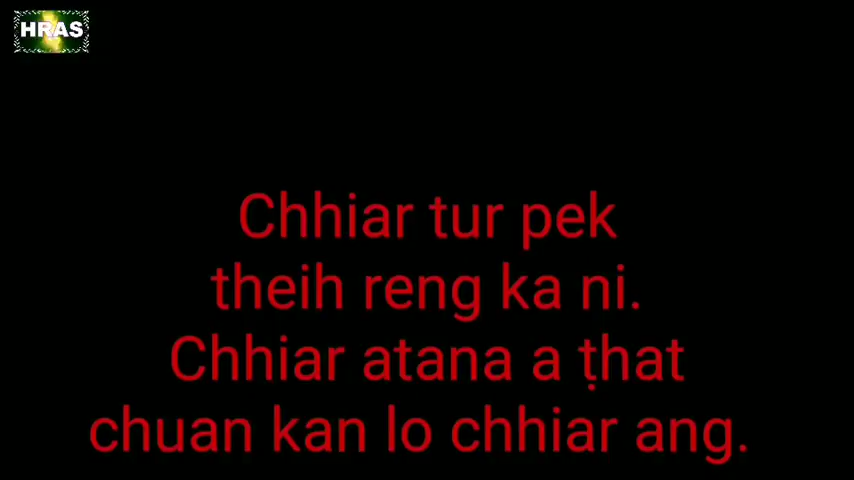 HRAS
Chhiar tur pek
theih reng ka ni.
Chhiar atana a ṭhat
chuan kan lo chhiar ang.